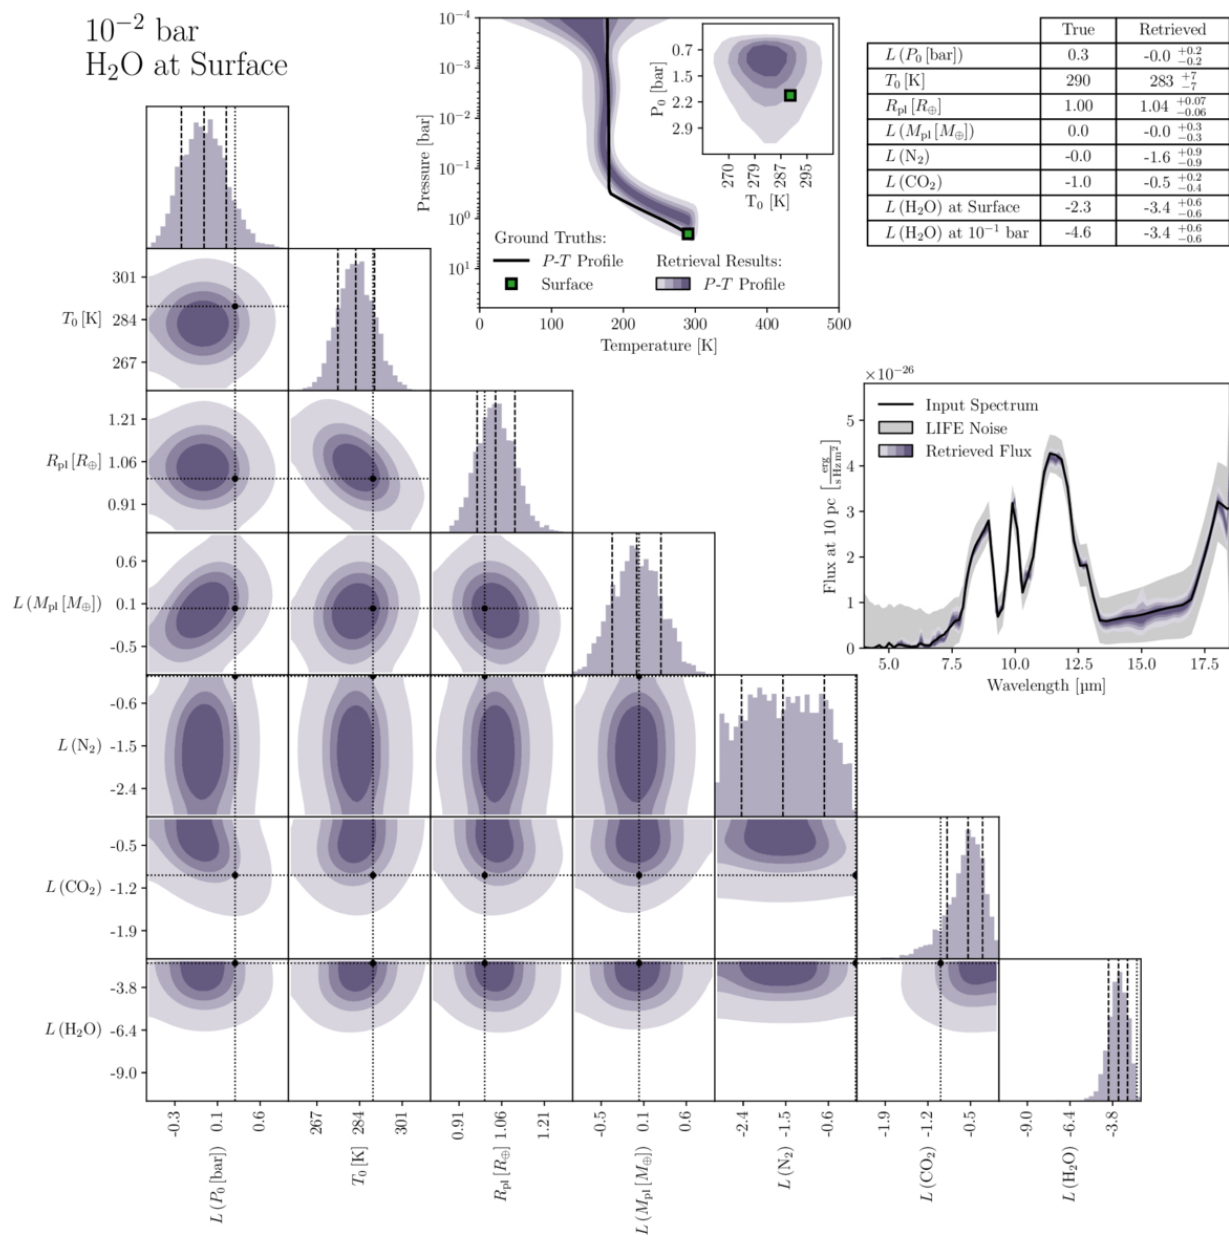 10⁻² bar
H₂O at Surface
10⁻⁴
10⁻³
10⁻²
10⁻¹
10⁰
10¹
Pressure [bar]
0 100 200 300 400 500
Temperature [K]
Ground Truths:
P-T Profile
Surface
Retrieval Results:
P-T Profile
0.7
1.5
2.2
2.9
P₀ [bar]
270 279 287 295
T₀ [K]
True Retrieved
L (P₀ [bar]) 0.3 -0.0 +0.2 -0.2
T₀ [K] 290 283 +7 -7
Rpl [R⊕] 1.00 1.04 +0.07 -0.06
L (Mpl [M⊕]) 0.0 -0.0 +0.3 -0.3
L (N₂) -0.0 -1.6 +0.9 -0.9
L (CO₂) -1.0 -0.5 +0.2 -0.4
L (H₂O) at Surface -2.3 -3.4 +0.6 -0.6
L (H₂O) at 10⁻¹ bar -4.6 -3.4 +0.6 -0.6
×10⁻²⁶
Input Spectrum
LIFE Noise
Retrieved Flux
Flux at 10 pc [erg / s Hz m²]
5
4
3
2
1
0
5.0 7.5 10.0 12.5 15.0 17.5
Wavelength [µm]
T₀ [K] 301 284 267
Rpl [R⊕] 1.21 1.06 0.91
L (Mpl [M⊕]) 0.6 0.1 -0.5
L (N₂) -0.6 -1.5 -2.4
L (CO₂) -0.5 -1.2 -1.9
L (H₂O) -3.8 -6.4 -9.0
-0.3 0.1 0.6
267 284 301
0.91 1.06 1.21
-0.5 0.1 0.6
-2.4 -1.5 -0.6
-1.9 -1.2 -0.5
-9.0 -6.4 -3.8
L (P₀ [bar])
T₀ [K]
Rpl [R⊕]
L (Mpl [M⊕])
L (N₂)
L (CO₂)
L (H₂O)